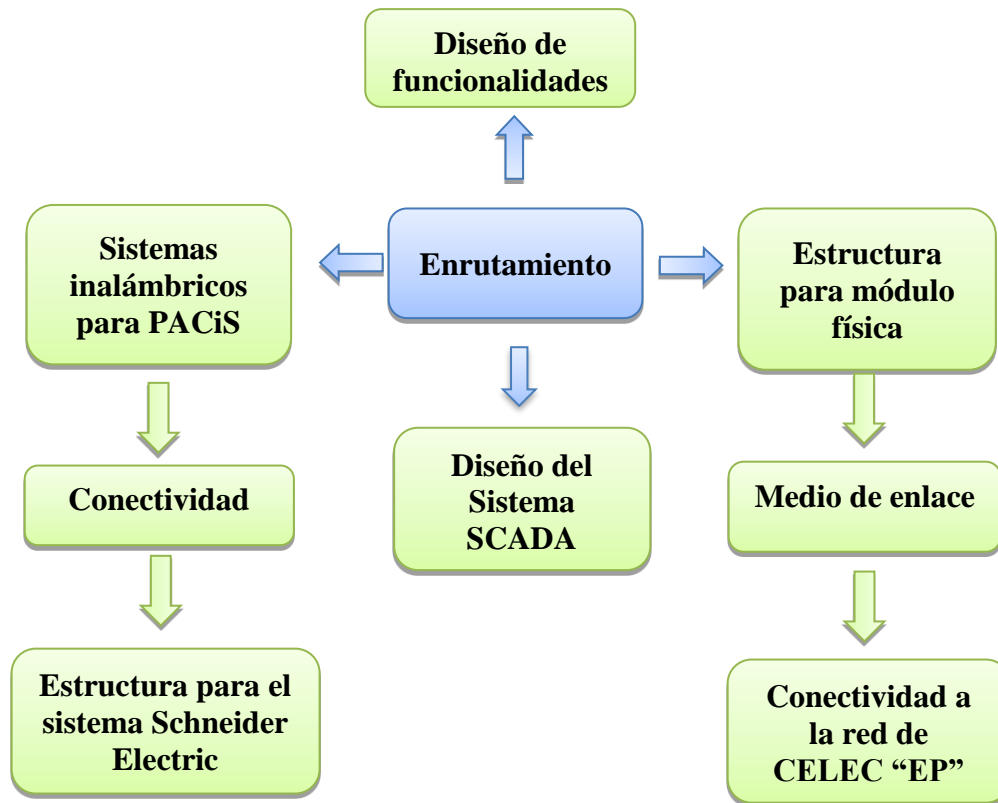 Diseño de
funcionalidades
Sistemas
inalámbricos
para PACiS
Enrutamiento
Estructura
para módulo
física
Conectividad
Diseño del
Sistema
SCADA
Medio de enlace
Estructura para el
sistema Schneider
Electric
Conectividad a
la red de
CELEC “EP”